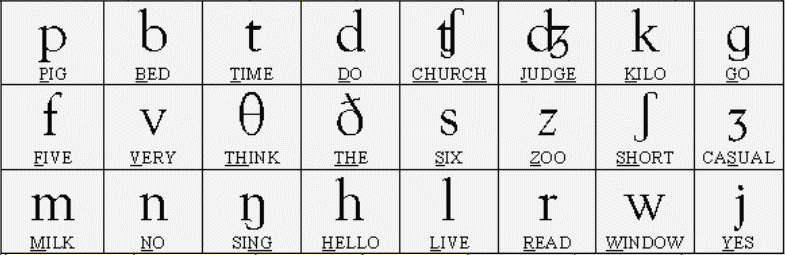 p b t d ʧ ʤ k g
PIG BED TIME DO CHURCH JUDGE KILO GO
f v θ ð s z ʃ ʒ
FIVE VERY THINK THE SIX ZOO SHORT CASUAL
m n ŋ h l r w j
MILK NO SING HELLO LIVE READ WINDOW YES